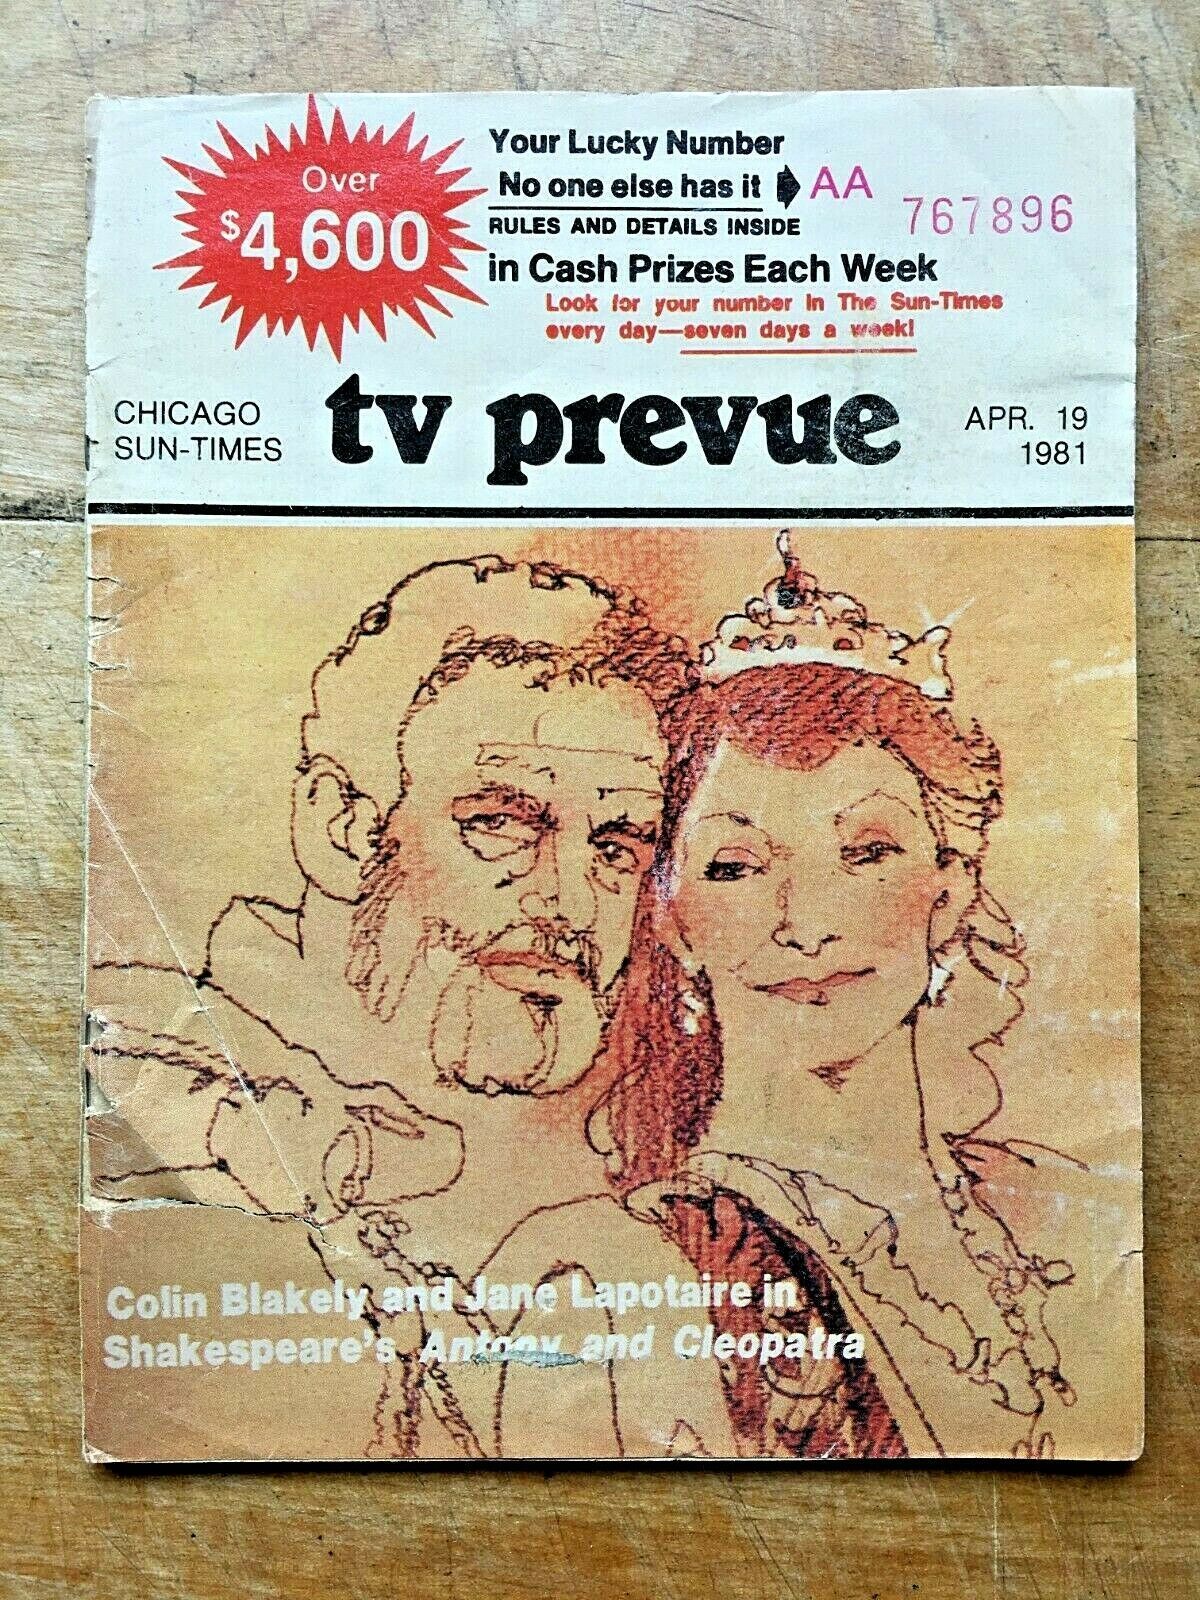 Over
$4,600
Your Lucky Number
No one else has it AA 767896
RULES AND DETAILS INSIDE
in Cash Prizes Each Week
Look for your number in The Sun-Times
every day—seven days a week!
CHICAGO
SUN-TIMES
tv prevue
APR. 19
1981
Colin Blakely and Jane Lapotaire in
Shakespeare's Antony and Cleopatra